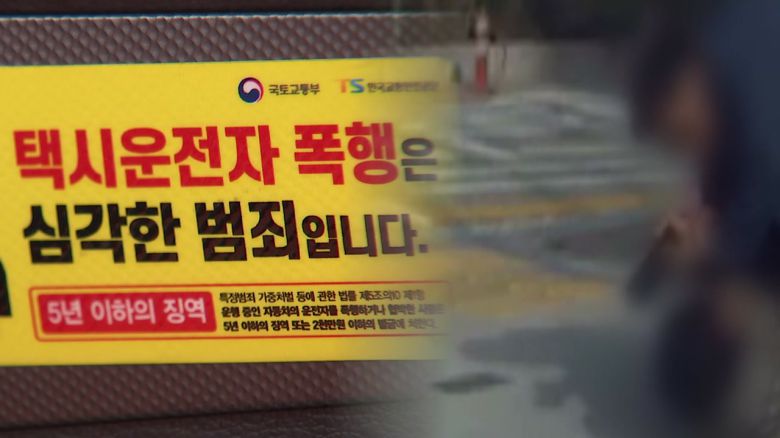 국토교통부 TS 한국교통안전공단
택시운전자 폭행은
심각한 범죄입니다.
5년 이하의 징역
특정범죄 가중처벌 등에 관한 법률 제5조의10 제1항
운행 중인 자동차의 운전자를 폭행하거나 협박한 사람은
5년 이하의 징역 또는 2천만원 이하의 벌금에 처한다.